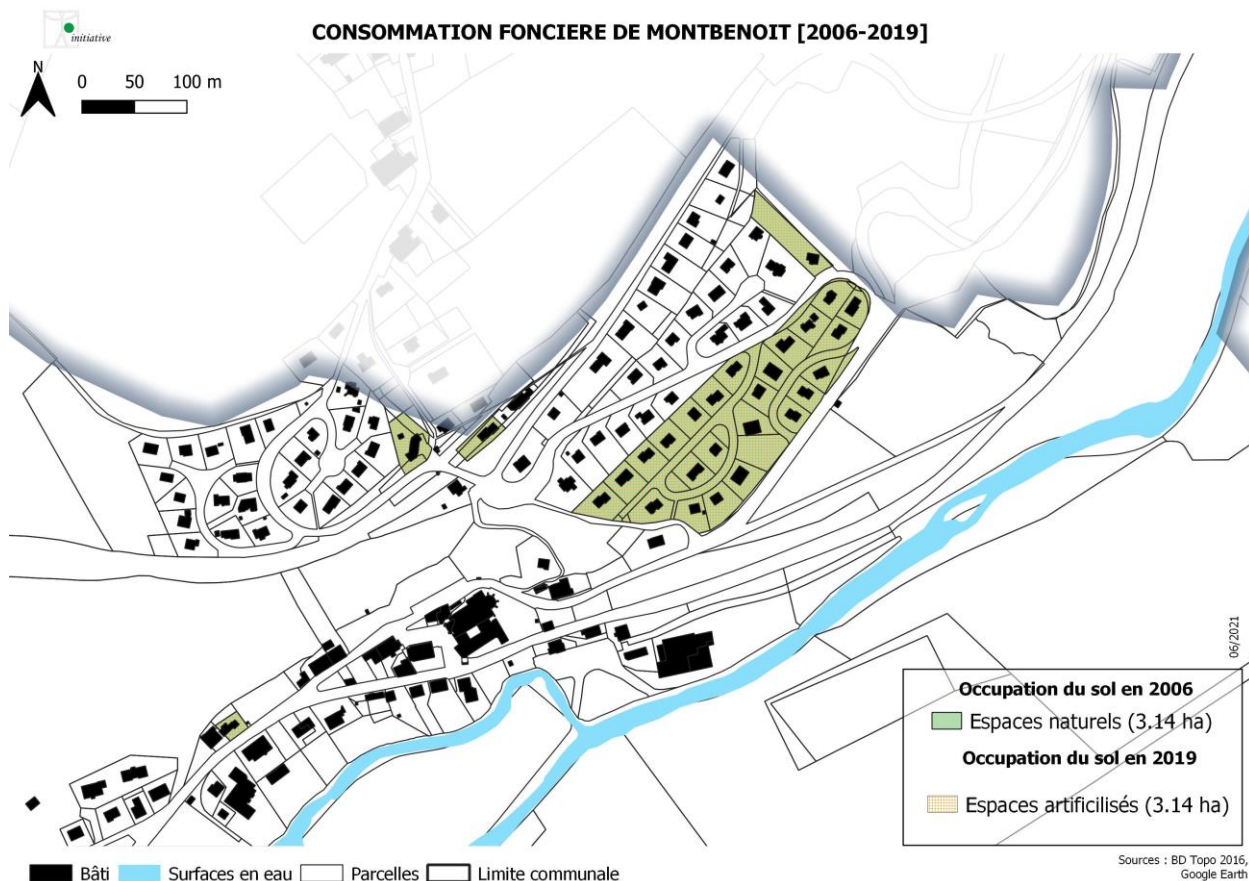 initiative
CONSOMMATION FONCIERE DE MONTBENOIT [2006-2019]
N
0 50 100 m
06/2021
Occupation du sol en 2006
Espaces naturels (3.14 ha)
Occupation du sol en 2019
Espaces artificilisés (3.14 ha)
Bâti Surfaces en eau Parcelles Limite communale
Sources : BD Topo 2016,
Google Earth